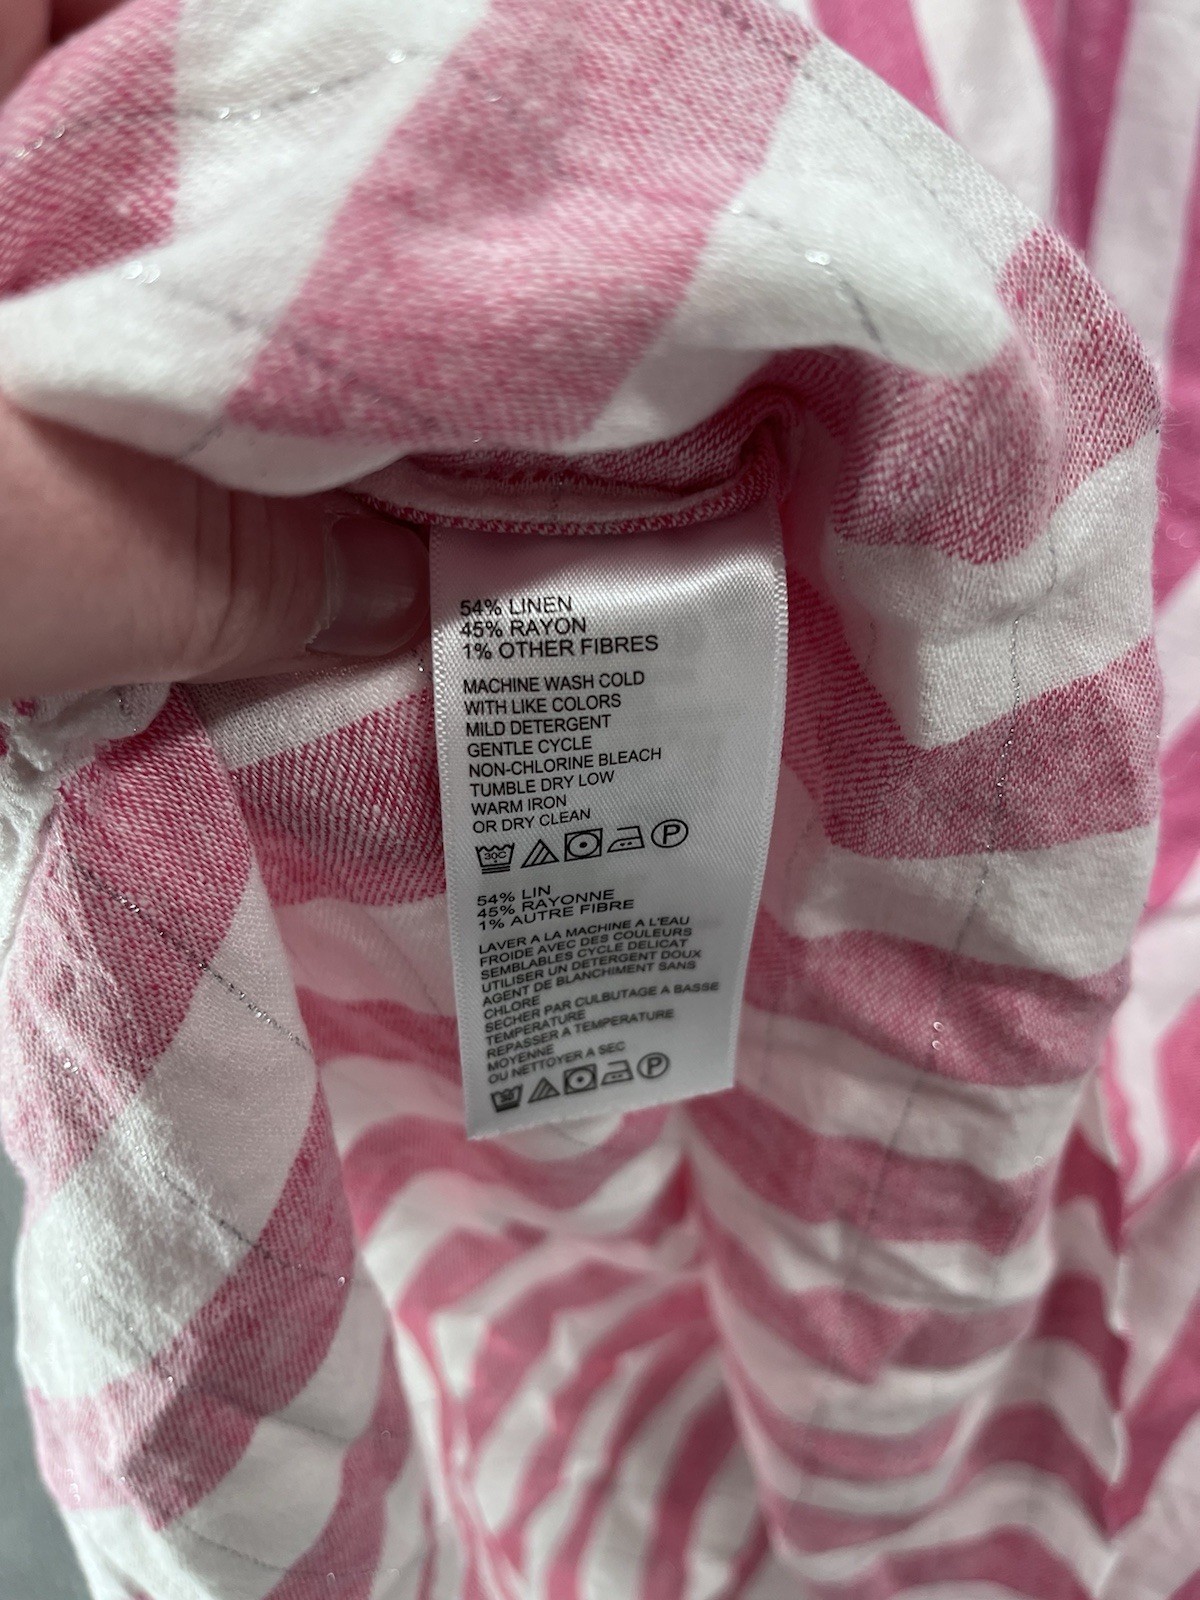 54% LINEN
45% RAYON
1% OTHER FIBRES
MACHINE WASH COLD
WITH LIKE COLORS
MILD DETERGENT
GENTLE CYCLE
NON-CHLORINE BLEACH
TUMBLE DRY LOW
WARM IRON
OR DRY CLEAN
30C P
54% LIN
45% RAYONNE
1% AUTRE FIBRE
LAVER A LA MACHINE A L'EAU
FROIDE AVEC DES COULEURS
SEMBLABLES CYCLE DELICAT
UTILISER UN DETERGENT DOUX
AGENT DE BLANCHIMENT SANS
CHLORE
SECHER PAR CULBUTAGE A BASSE
TEMPERATURE
REPASSER A TEMPERATURE
MOYENNE
OU NETTOYER A SEC
P